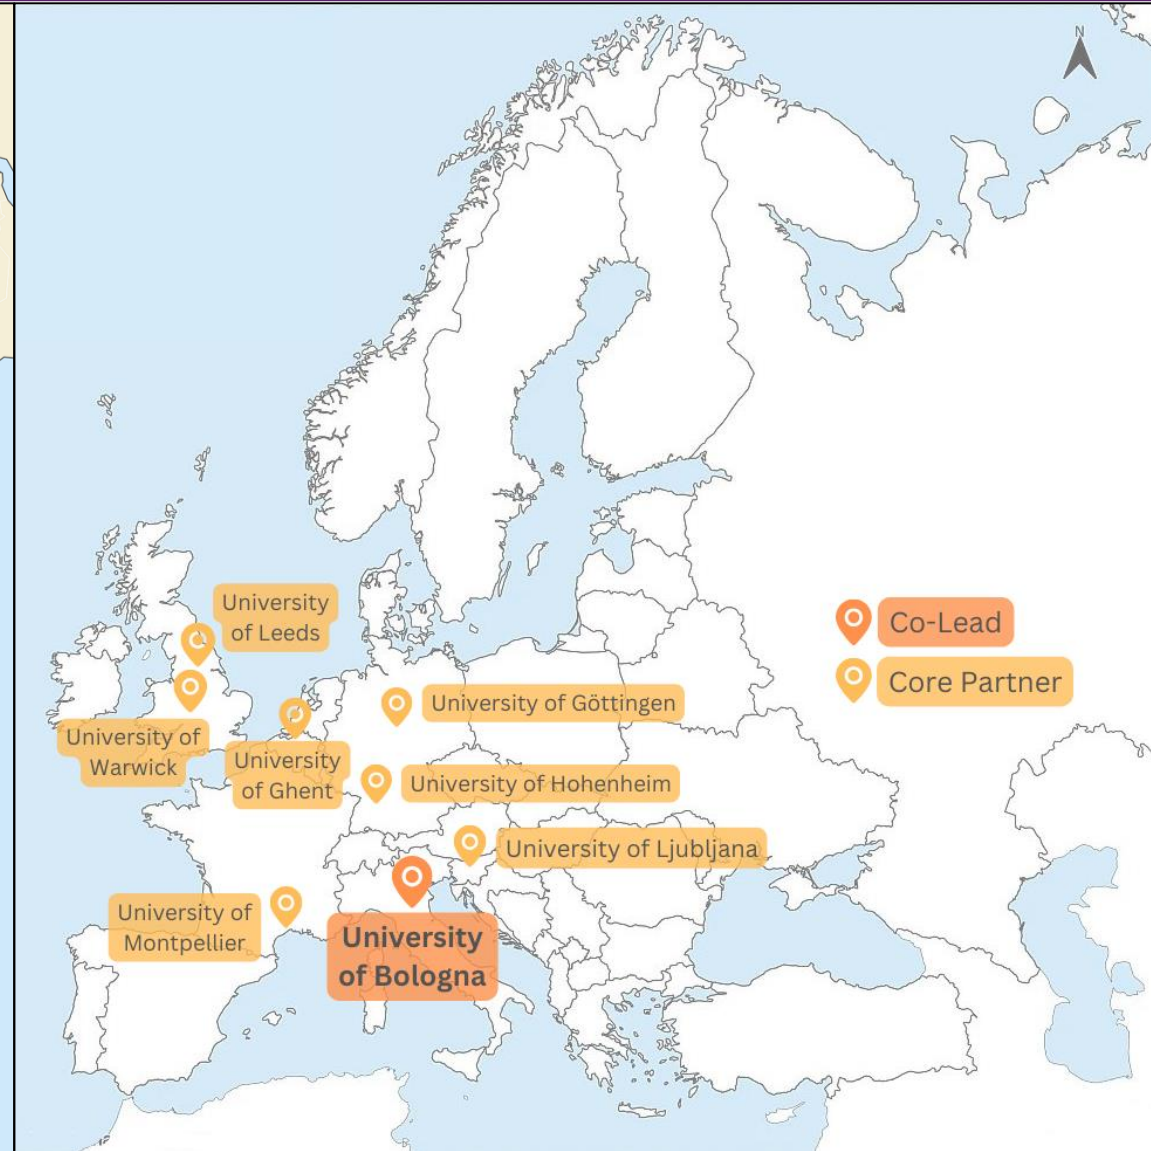 N
University
of Leeds
Co-Lead
Core Partner
University of Göttingen
University of
Warwick
University
of Ghent
University of Hohenheim
University of Ljubljana
University of
Montpellier
University
of Bologna